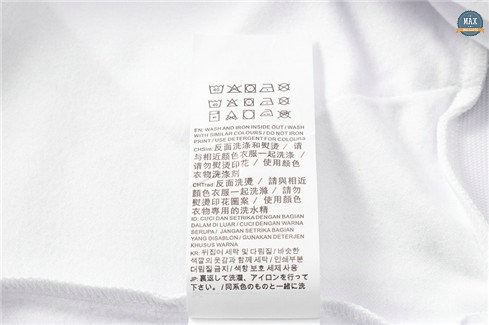 MAX
EN: WASH AND IRON INSIDE OUT / WASH
WITH SIMILAR COLOURS / DO NOT IRON
PRINT / USE DETERGENT FOR COLOURS
CHSim: 反面洗涤和熨烫 / 请
与相近颜色衣服一起洗涤 /
请勿熨烫印花 / 使用颜色
衣物洗涤剂
CHTrad: 反面洗燙 / 請與相近
顏色衣服一起洗滌 / 請勿
熨燙印花圖案 / 使用顏色
衣物專用的洗水精
ID: CUCI DAN SETRIKA DENGAN BAGIAN
DALAM DI LUAR / CUCI DENGAN WARNA
SERUPA / JANGAN SETRIKA BAGIAN
YANG DISABLON / GUNAKAN DETERJEN
KHUSUS WARNA
KR: 뒤집어 세탁 및 다림질 / 비슷한
색깔의 옷감과 함께 세탁 / 인쇄부분
다림질 금지 / 색항 보호 세제 사용
JP: 裏返して洗濯、アイロンを行って
下さい。/ 同系色のものと一緒に洗